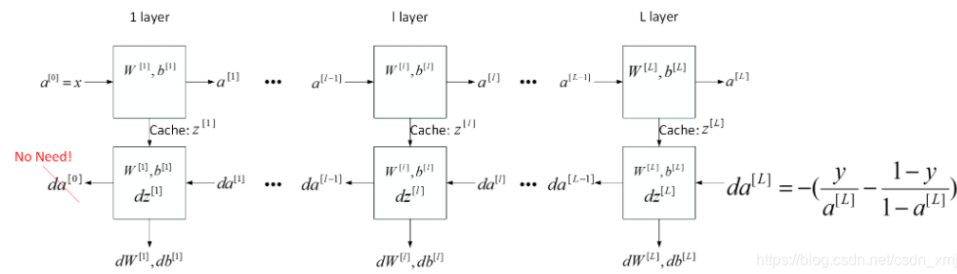 1 layer
l layer
L layer
a^[0] = x
W^[1], b^[1]
a^[1]
•••
a^[l-1]
W^[l], b^[l]
a^[l]
•••
a^[L-1]
W^[L], b^[L]
a^[L]
Cache: z^[1]
Cache: z^[l]
Cache: z^[L]
No Need!
da^[0]
W^[1], b^[1]
dz^[1]
da^[1]
•••
da^[l-1]
W^[l], b^[l]
dz^[l]
da^[l]
•••
da^[L-1]
W^[L], b^[L]
dz^[L]
da^[L] = -(y/a^[L] - (1-y)/(1-a^[L]))
dW^[1], db^[1]
dW^[l], db^[l]
dW^[L], db^[L]
https://blog.csdn.net/csdn_xmj